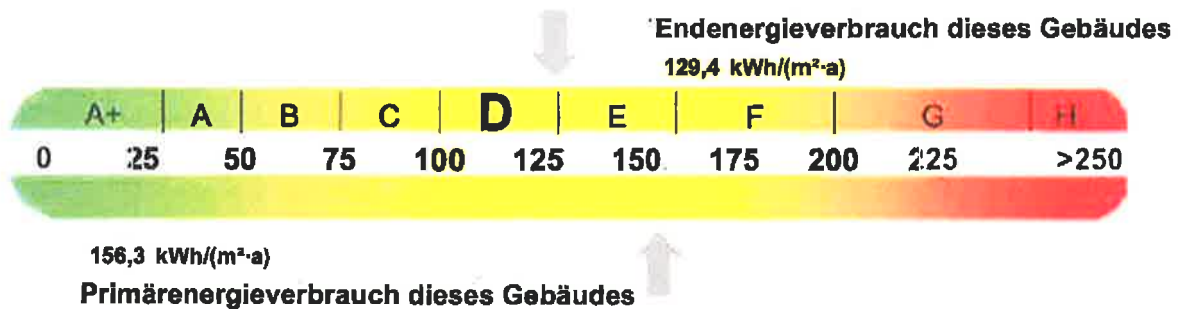 Endenergieverbrauch dieses Gebäudes
129,4 kWh/(m²·a)
A+ A B C D E F G H
0 25 50 75 100 125 150 175 200 225 >250
156,3 kWh/(m²·a)
Primärenergieverbrauch dieses Gebäudes